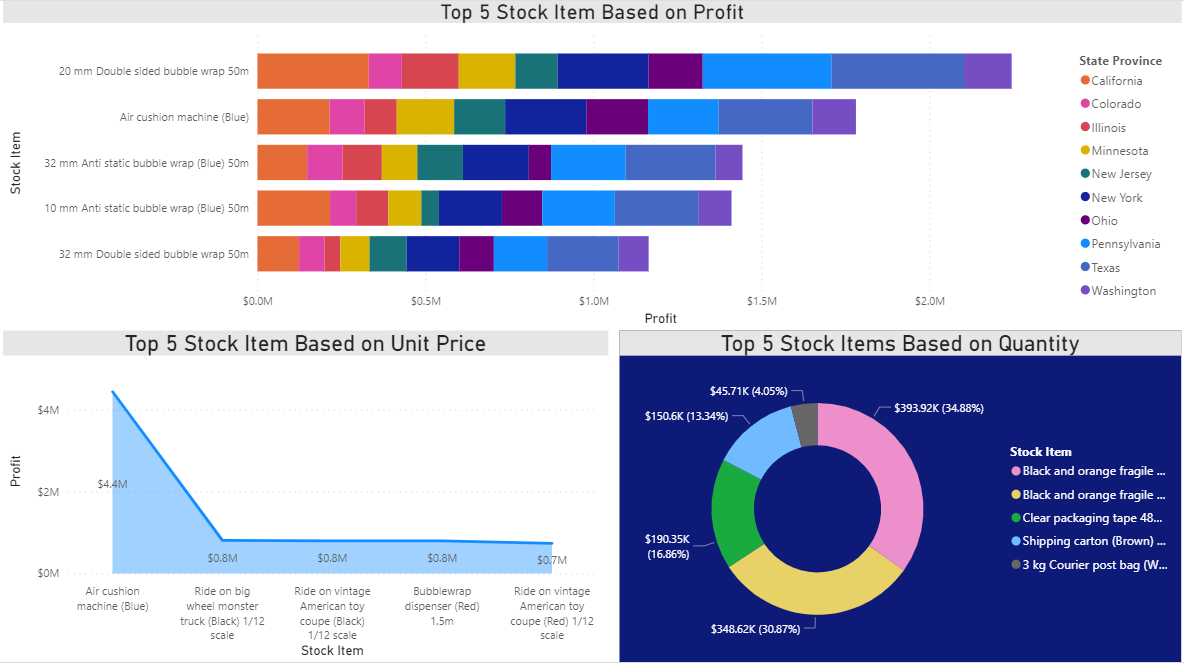 Top 5 Stock Item Based on Profit
State Province
20 mm Double sided bubble wrap 50m
California
Colorado
Air cushion machine (Blue)
Illinois
Minnesota
Stock Item
32 mm Anti static bubble wrap (Blue) 50m
New Jersey
New York
10 mm Anti static bubble wrap (Blue) 50m
Ohio
Pennsylvania
32 mm Double sided bubble wrap 50m
Texas
Washington
$0.0M $0.5M $1.0M $1.5M $2.0M
Profit
Top 5 Stock Item Based on Unit Price
$4M
$2M
$0M
Profit
$4.4M
$0.8M
$0.8M
$0.8M
$0.7M
Air cushion
machine (Blue)
Ride on big
wheel monster
truck (Black) 1/12
scale
Ride on vintage
American toy
coupe (Black)
1/12 scale
Bubblewrap
dispenser (Red)
1.5m
Ride on vintage
American toy
coupe (Red) 1/12
scale
Stock Item
Top 5 Stock Items Based on Quantity
$45.71K (4.05%)
$393.92K (34.88%)
$150.6K (13.34%)
$190.35K
(16.86%)
$348.62K (30.87%)
Stock Item
Black and orange fragile ...
Black and orange fragile ...
Clear packaging tape 48...
Shipping carton (Brown) ...
3 kg Courier post bag (W...